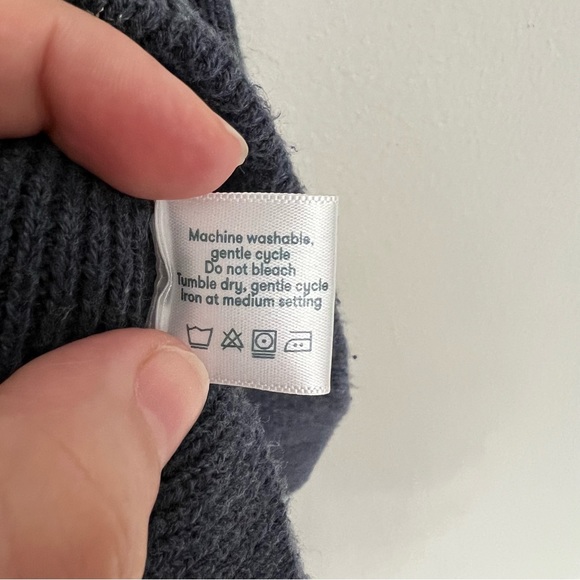 Machine washable,
gentle cycle
Do not bleach
Tumble dry, gentle cycle
Iron at medium setting